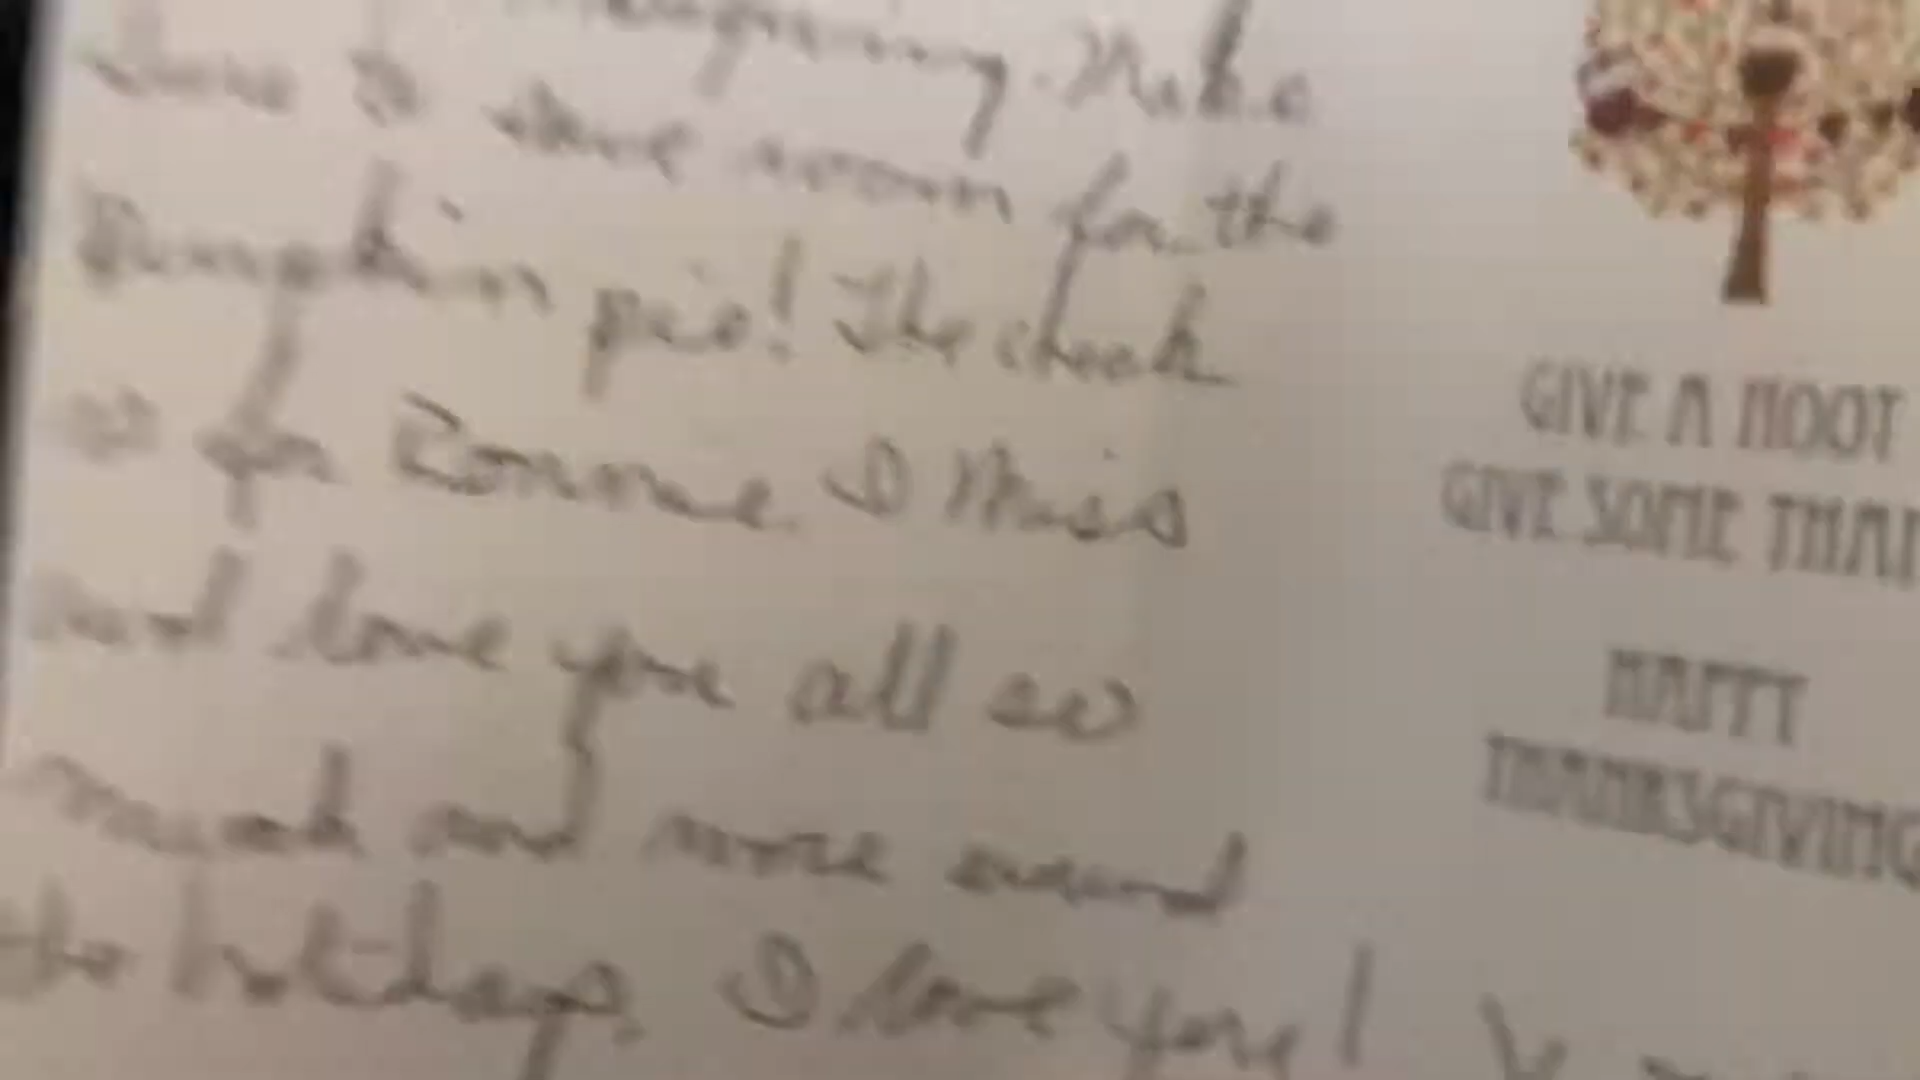 Make
sure to save room for the
Pumpkin pie! The check
is for Connie. I miss
and love you all so
much and more around
the holidays. I love you!
GIVE A HOOT
GIVE SOME THAN
HAPPY
THANKSGIVING